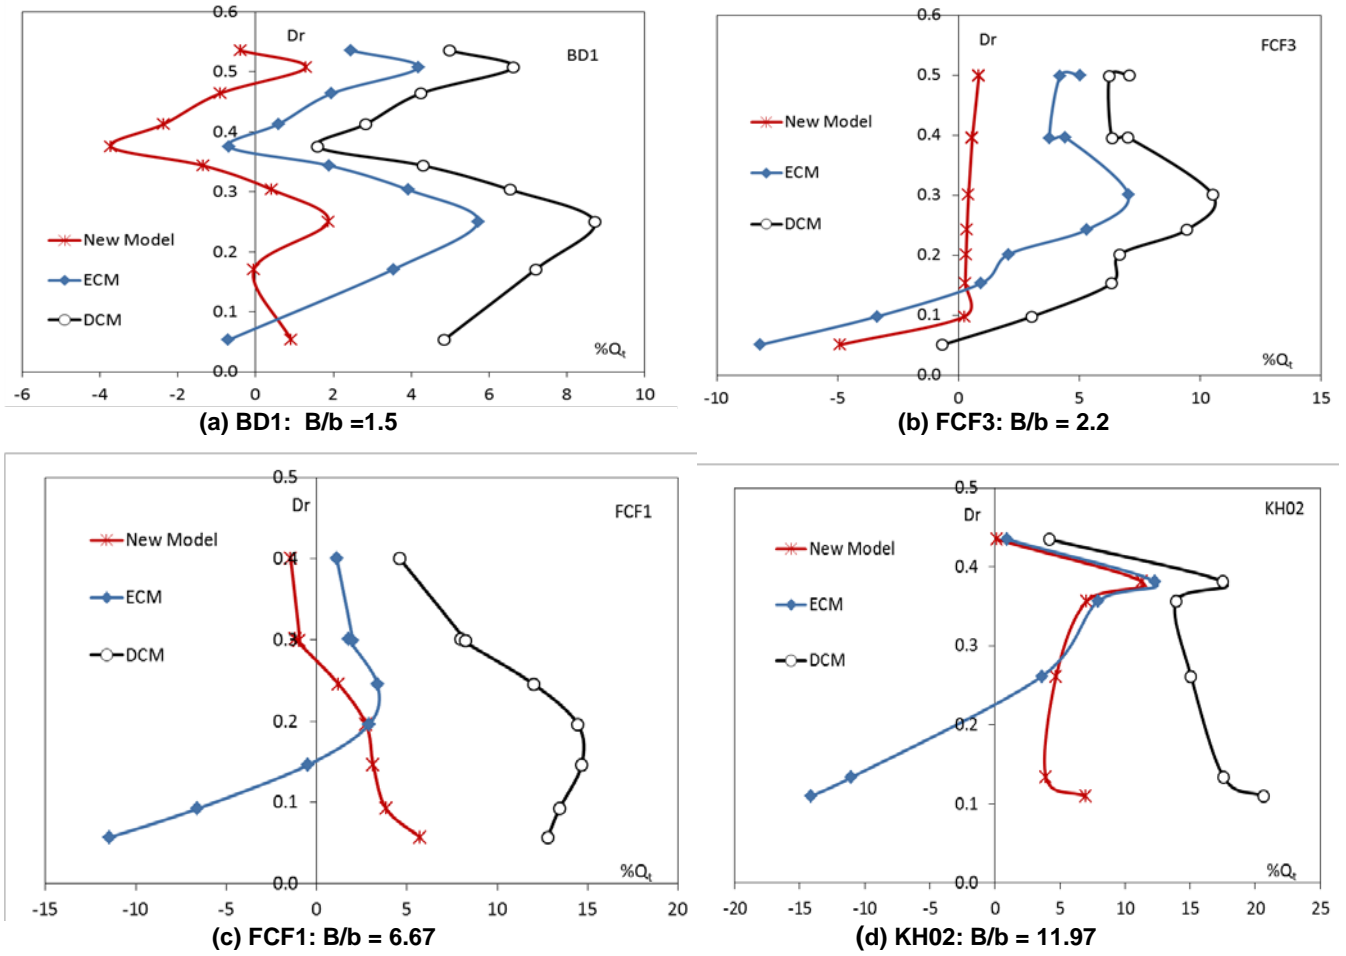 0.6
Dr
BD1
0.5
0.4
0.3
0.2
0.1
0.0
New Model
ECM
DCM
%Qt
-6 -4 -2 0 2 4 6 8 10
(a) BD1: B/b =1.5
0.6
Dr
FCF3
0.5
0.4
0.3
0.2
0.1
0.0
New Model
ECM
DCM
%Qt
-10 -5 0 5 10 15
(b) FCF3: B/b = 2.2
0.5
Dr
FCF1
0.4
0.3
0.2
0.1
0.0
New Model
ECM
DCM
%Qt
-15 -10 -5 0 5 10 15 20
(c) FCF1: B/b = 6.67
0.5
Dr
KH02
0.4
0.3
0.2
0.1
0.0
New Model
ECM
DCM
%Qt
-20 -15 -10 -5 0 5 10 15 20 25
(d) KH02: B/b = 11.97